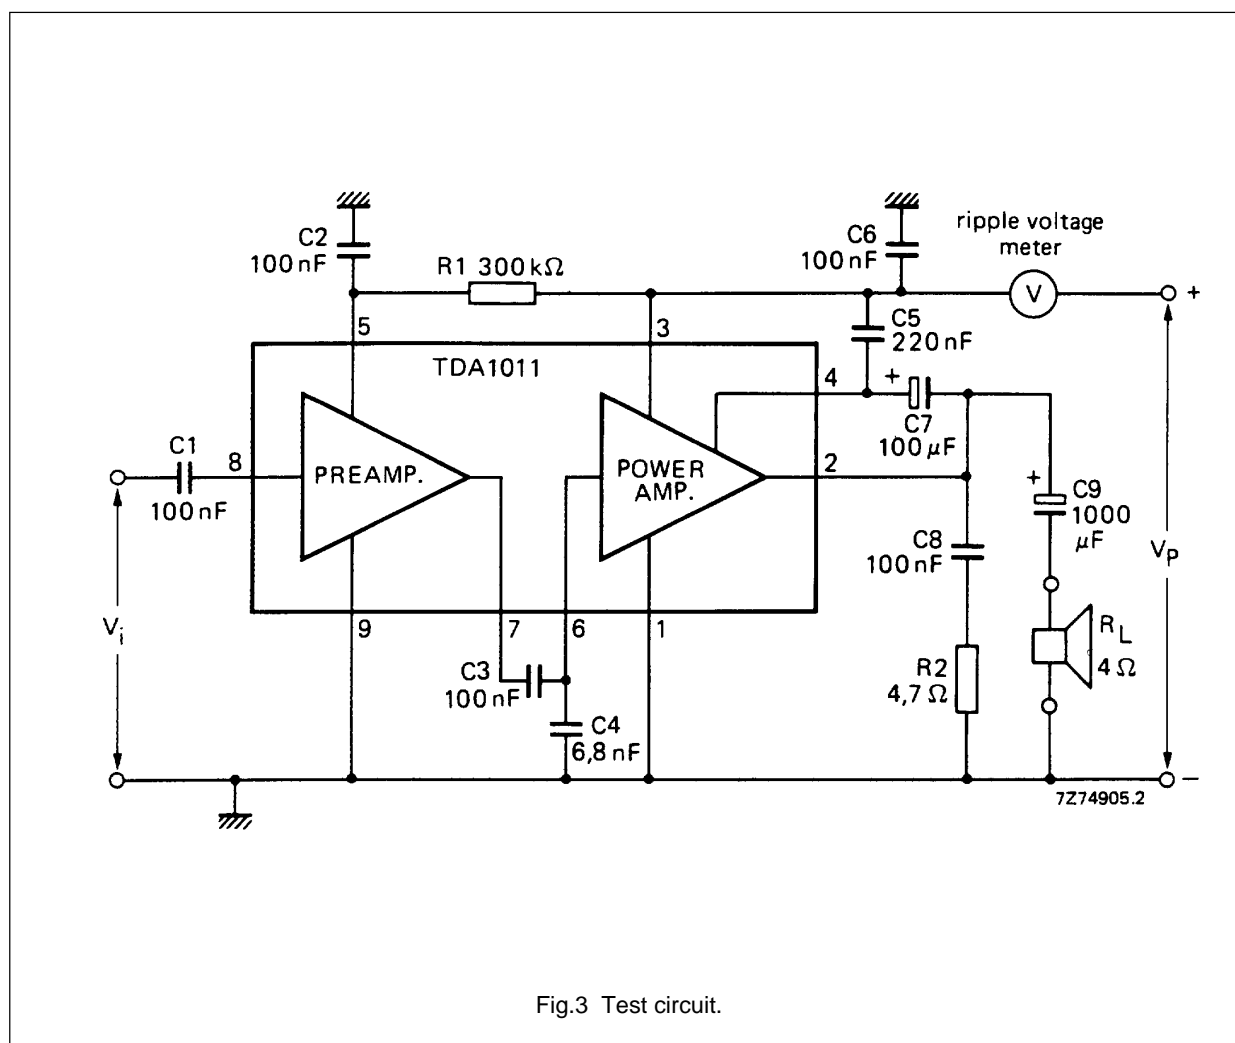 ripple voltage
meter
C2
100 nF
C6
100 nF
R1 300 kΩ
V
+
5
3
C5
220 nF
TDA1011
4
+
C7
100 μF
C1
100 nF
8
PREAMP.
POWER
AMP.
2
+
C9
1000
μF
C8
100 nF
Vi
VP
9
7
6
1
C3
100 nF
R2
4,7 Ω
RL
4 Ω
C4
6,8 nF
−
7Z74905.2
Fig.3 Test circuit.